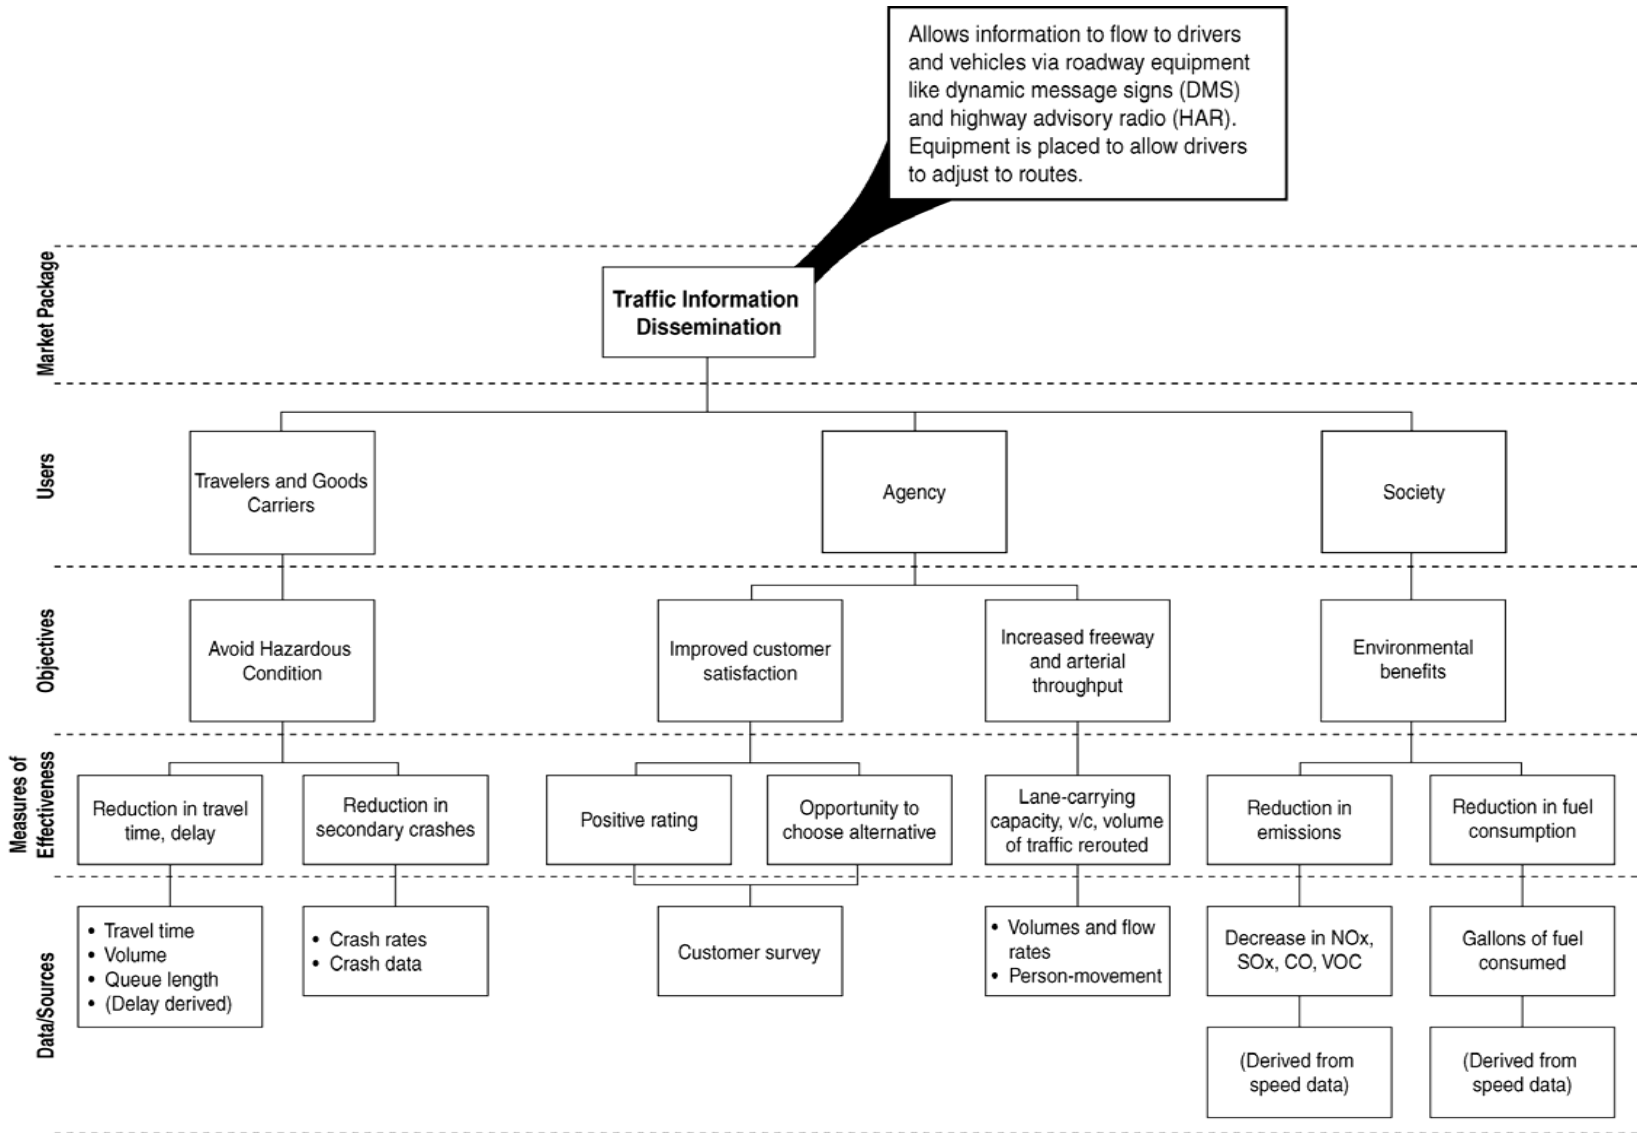 Allows information to flow to drivers
and vehicles via roadway equipment
like dynamic message signs (DMS)
and highway advisory radio (HAR).
Equipment is placed to allow drivers
to adjust to routes.
Market Package
Traffic Information
Dissemination
Users
Travelers and Goods
Carriers
Agency
Society
Objectives
Avoid Hazardous
Condition
Improved customer
satisfaction
Increased freeway
and arterial
throughput
Environmental
benefits
Measures of
Effectiveness
Reduction in travel
time, delay
Reduction in
secondary crashes
Positive rating
Opportunity to
choose alternative
Lane-carrying
capacity, v/c, volume
of traffic rerouted
Reduction in
emissions
Reduction in fuel
consumption
Data/Sources
• Travel time
• Volume
• Queue length
• (Delay derived)
• Crash rates
• Crash data
Customer survey
• Volumes and flow
rates
• Person-movement
Decrease in NOx,
SOx, CO, VOC
Gallons of fuel
consumed
(Derived from
speed data)
(Derived from
speed data)